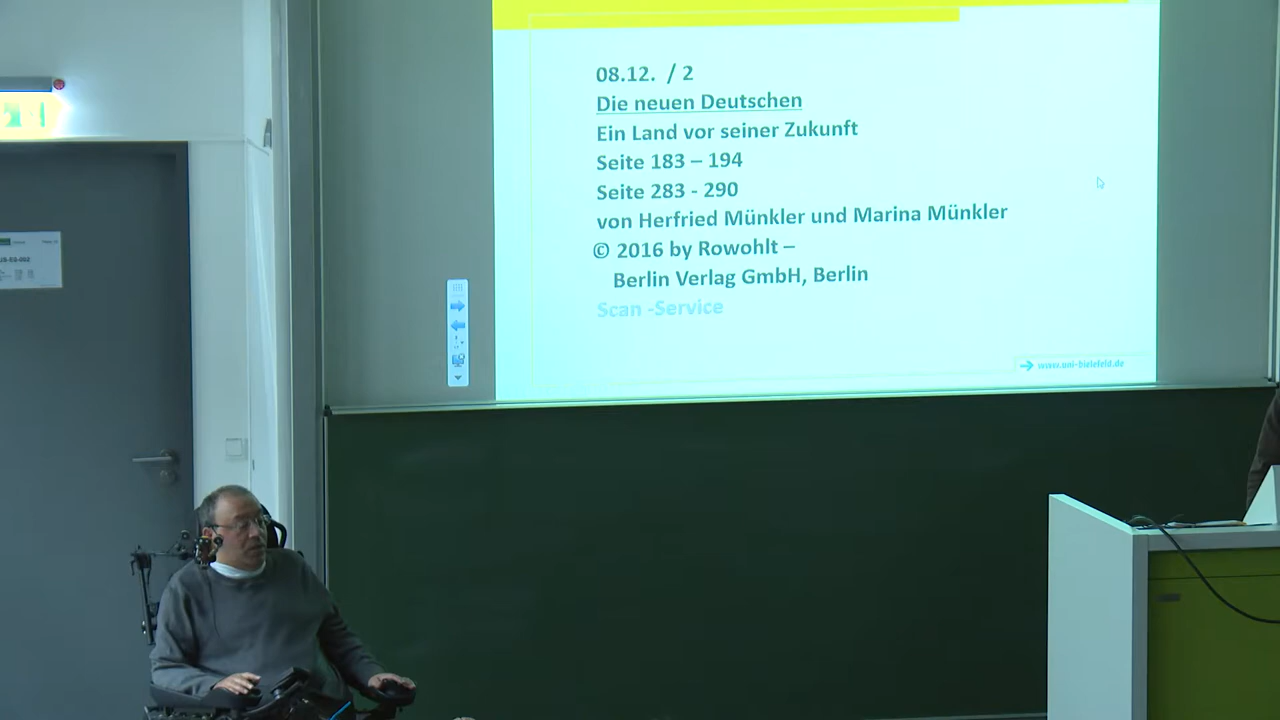 08.12. / 2
Die neuen Deutschen
Ein Land vor seiner Zukunft
Seite 183 – 194
Seite 283 - 290
von Herfried Münkler und Marina Münkler
© 2016 by Rowohlt –
Berlin Verlag GmbH, Berlin
Scan -Service
www.uni-bielefeld.de